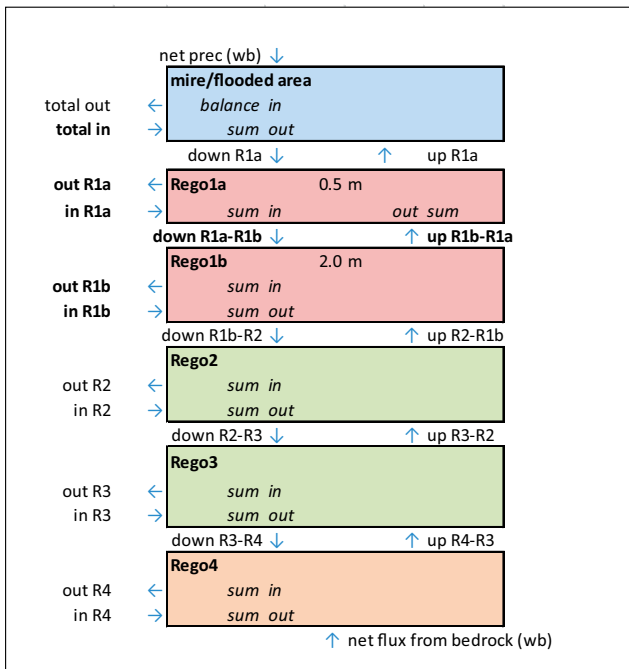 net prec (wb) ↓
mire/flooded area
total out ← balance in
total in → sum out
down R1a ↓ ↑ up R1a
out R1a ← Rego1a 0.5 m
in R1a → sum in out sum
down R1a-R1b ↓ ↑ up R1b-R1a
Rego1b 2.0 m
out R1b ← sum in
in R1b → sum out
down R1b-R2 ↓ ↑ up R2-R1b
Rego2
out R2 ← sum in
in R2 → sum out
down R2-R3 ↓ ↑ up R3-R2
Rego3
out R3 ← sum in
in R3 → sum out
down R3-R4 ↓ ↑ up R4-R3
Rego4
out R4 ← sum in
in R4 → sum out
↑ net flux from bedrock (wb)